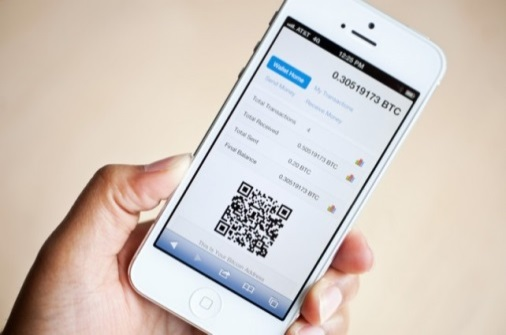 AT&T 4G 12:25 PM
0.30519173 BTC
Wallet Home My Transactions
Send Money Receive Money
Total Transactions 4
Total Received 0.50519173 BTC
Total Sent 0.20 BTC
Final Balance 0.30519173 BTC
This is Your Bitcoin Address